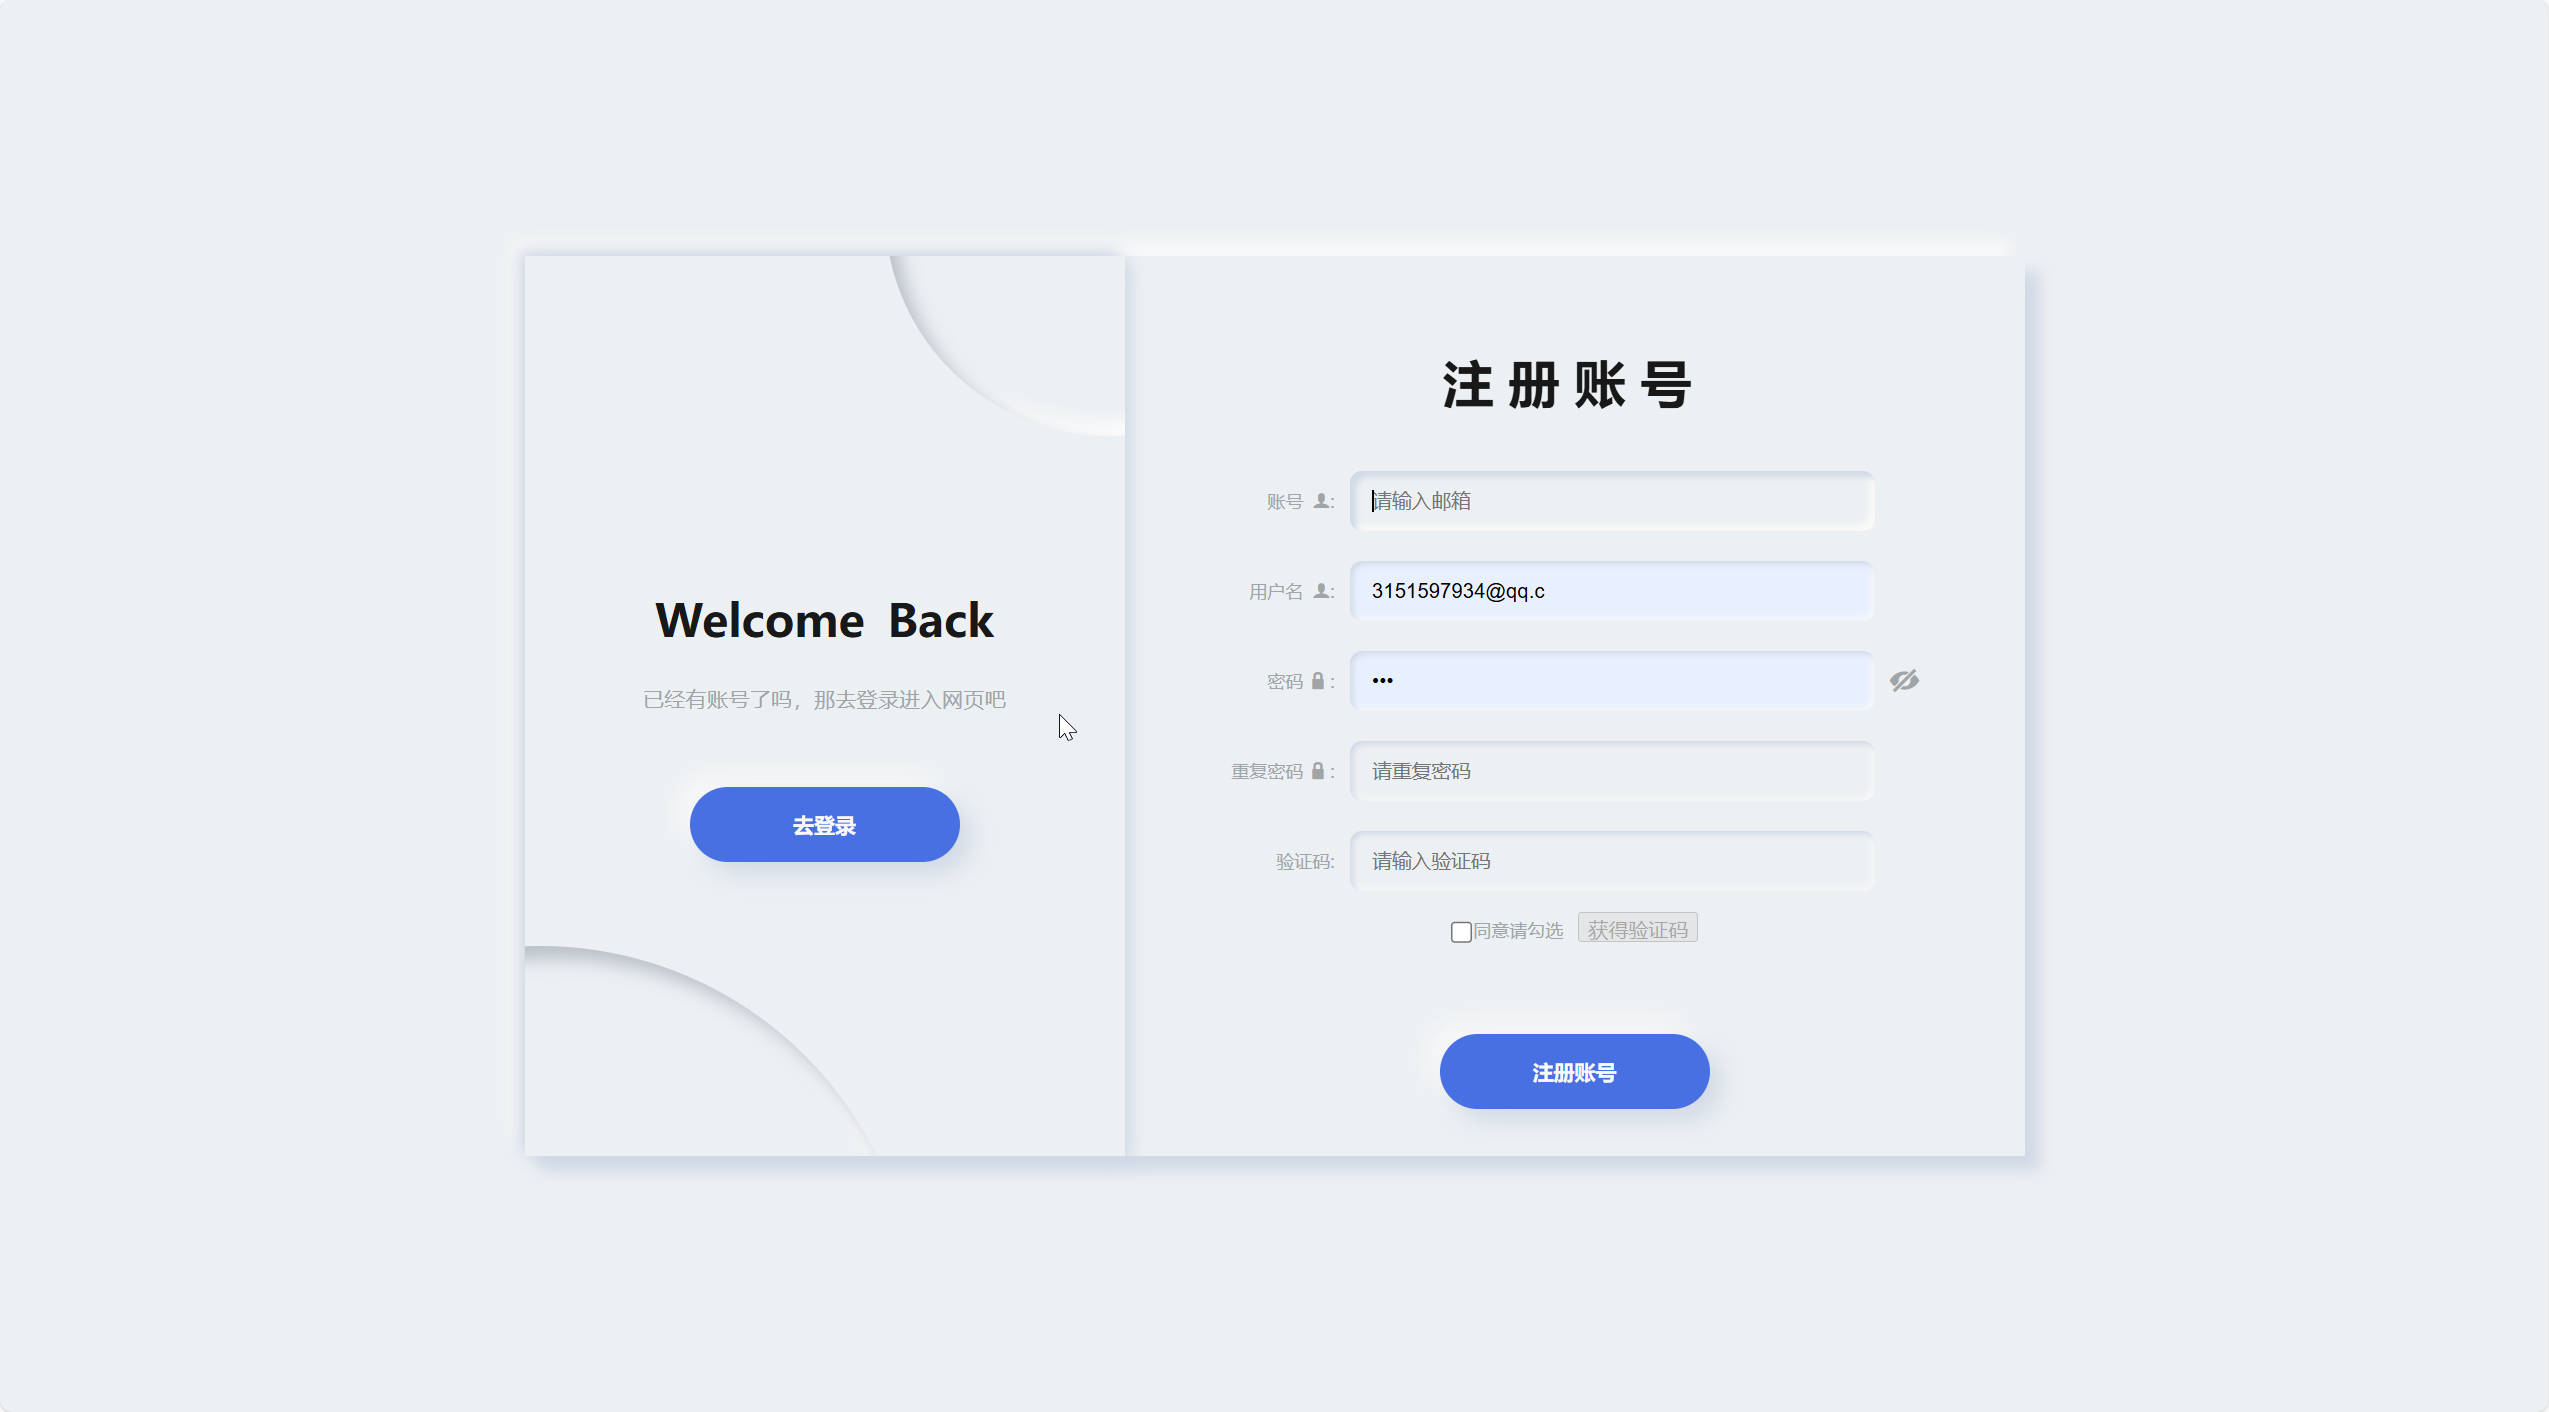 Welcome Back
已经有账号了吗，那去登录进入网页吧
去登录
注册账号
账号 :
请输入邮箱
用户名 :
3151597934@qq.c
密码 :
•••
重复密码 :
请重复密码
验证码:
请输入验证码
同意请勾选 获得验证码
注册账号